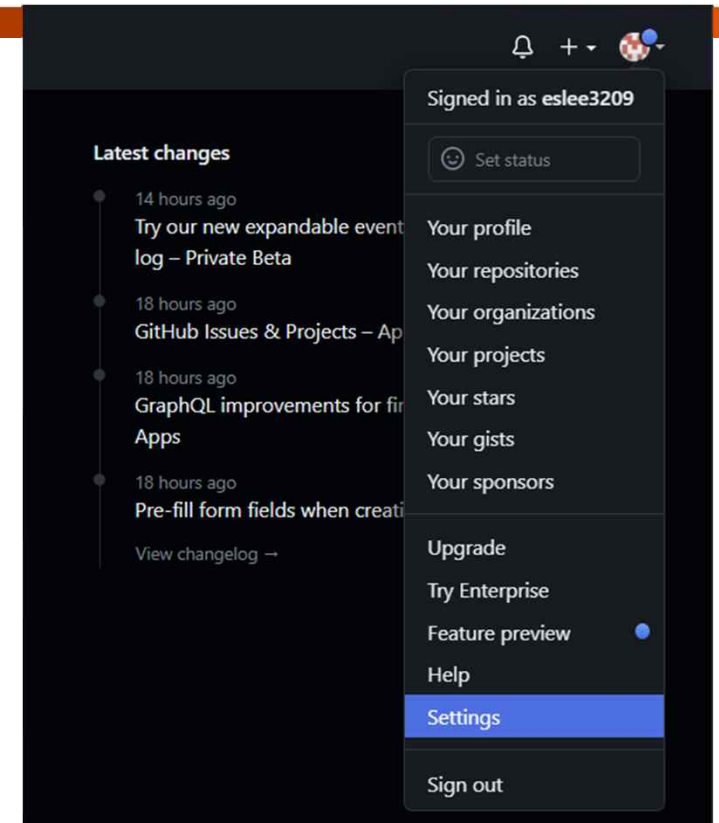 Signed in as eslee3209
Set status
Latest changes
14 hours ago
Try our new expandable event
log – Private Beta
18 hours ago
GitHub Issues & Projects – Ap
18 hours ago
GraphQL improvements for fir
Apps
18 hours ago
Pre-fill form fields when creati
View changelog →
Your profile
Your repositories
Your organizations
Your projects
Your stars
Your gists
Your sponsors
Upgrade
Try Enterprise
Feature preview
Help
Settings
Sign out